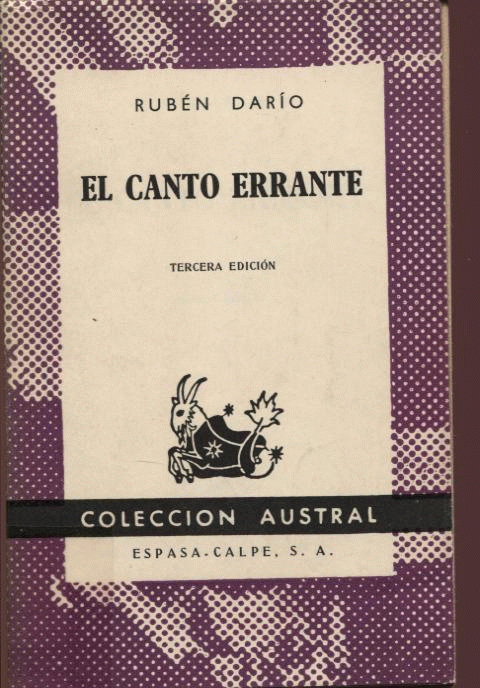 RUBÉN DARÍO
EL CANTO ERRANTE
TERCERA EDICIÓN
COLECCION AUSTRAL
ESPASA-CALPE, S. A.